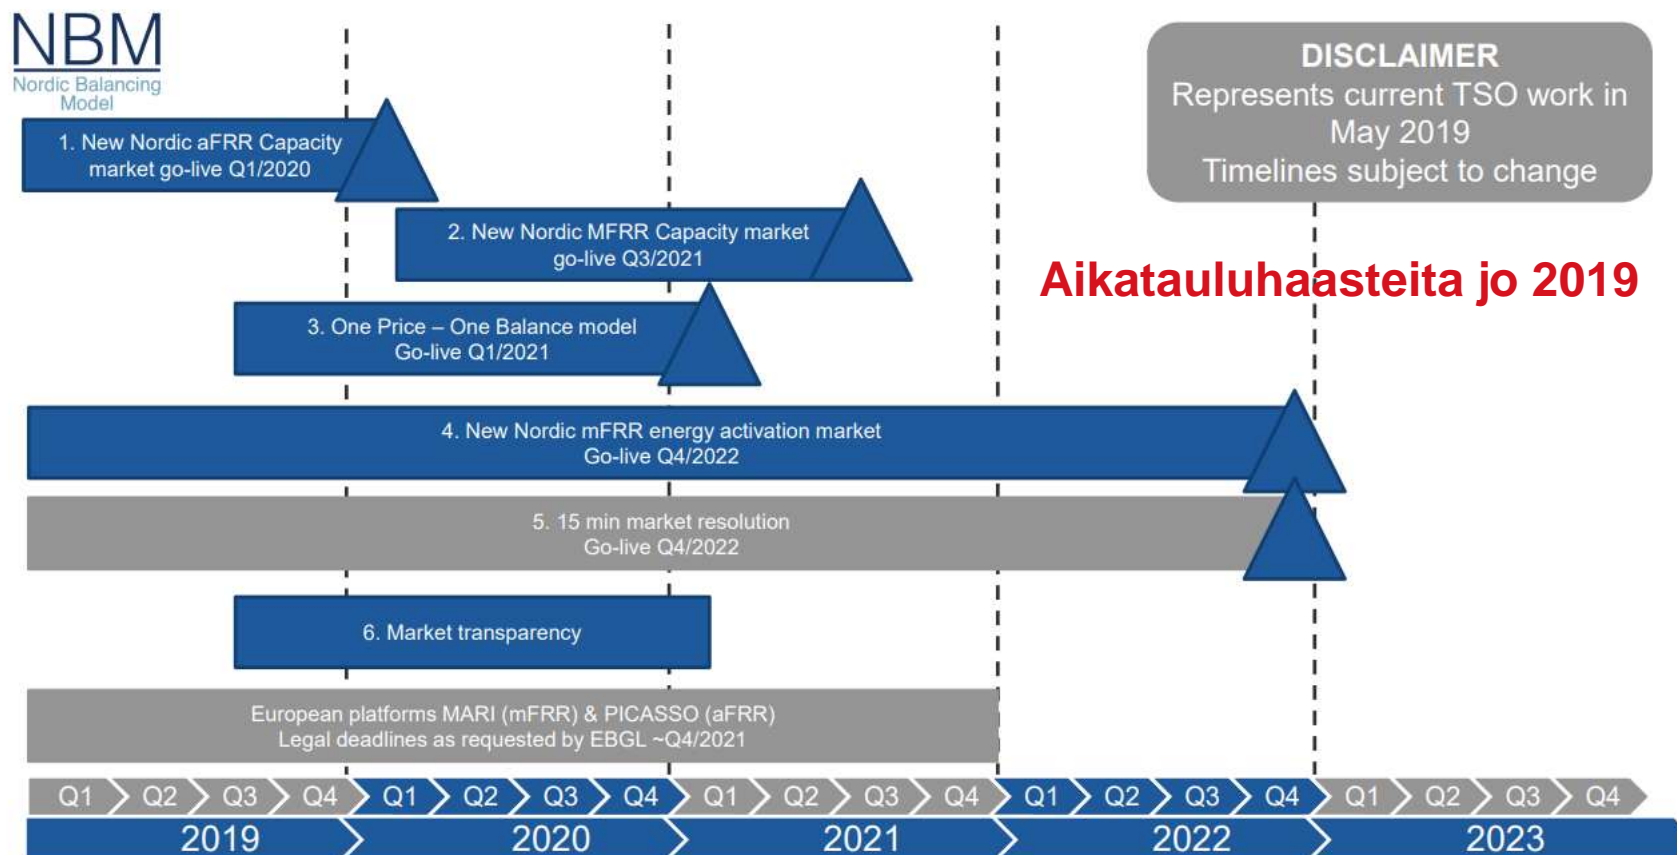 NBM
Nordic Balancing
Model
DISCLAIMER
Represents current TSO work in
May 2019
Timelines subject to change
1. New Nordic aFRR Capacity
market go-live Q1/2020
2. New Nordic MFRR Capacity market
go-live Q3/2021
Aikatauluhaasteita jo 2019
3. One Price – One Balance model
Go-live Q1/2021
4. New Nordic mFRR energy activation market
Go-live Q4/2022
5. 15 min market resolution
Go-live Q4/2022
6. Market transparency
European platforms MARI (mFRR) & PICASSO (aFRR)
Legal deadlines as requested by EBGL ~Q4/2021
Q1 Q2 Q3 Q4 Q1 Q2 Q3 Q4 Q1 Q2 Q3 Q4 Q1 Q2 Q3 Q4 Q1 Q2 Q3 Q4
2019 2020 2021 2022 2023